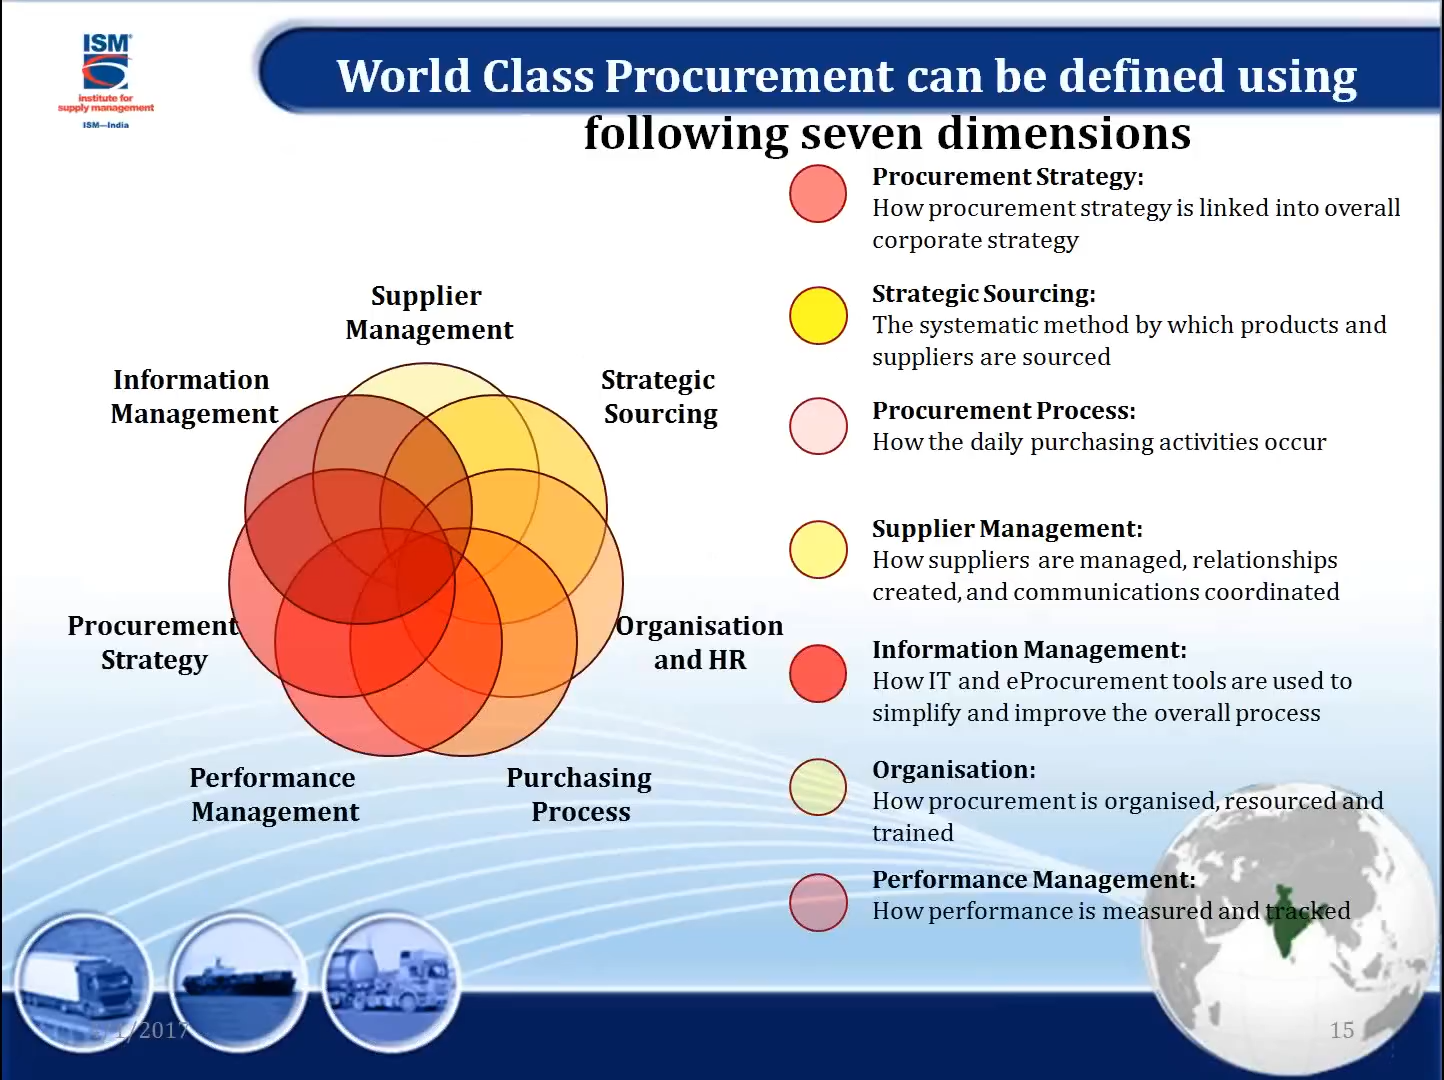 ISM®
institute for
supply management
ISM—India
World Class Procurement can be defined using
following seven dimensions
Supplier
Management
Information
Management
Strategic
Sourcing
Procurement
Strategy
Organisation
and HR
Performance
Management
Purchasing
Process
Procurement Strategy:
How procurement strategy is linked into overall
corporate strategy
Strategic Sourcing:
The systematic method by which products and
suppliers are sourced
Procurement Process:
How the daily purchasing activities occur
Supplier Management:
How suppliers are managed, relationships
created, and communications coordinated
Information Management:
How IT and eProcurement tools are used to
simplify and improve the overall process
Organisation:
How procurement is organised, resourced and
trained
Performance Management:
How performance is measured and tracked
15